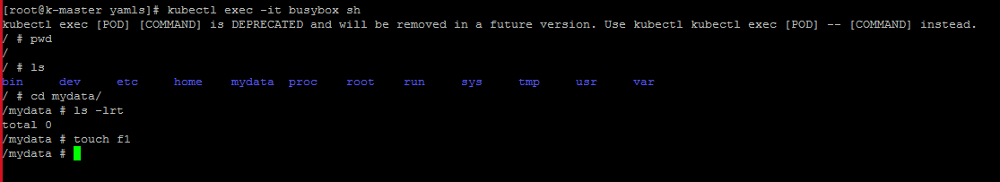 [root@k-master yamls]# kubectl exec -it busybox sh
kubectl exec [POD] [COMMAND] is DEPRECATED and will be removed in a future version. Use kubectl kubectl exec [POD] -- [COMMAND] instead.
/ # pwd
/
/ # ls
bin dev etc home mydata proc root run sys tmp usr var
/ # cd mydata/
/mydata # ls -lrt
total 0
/mydata # touch f1
/mydata #